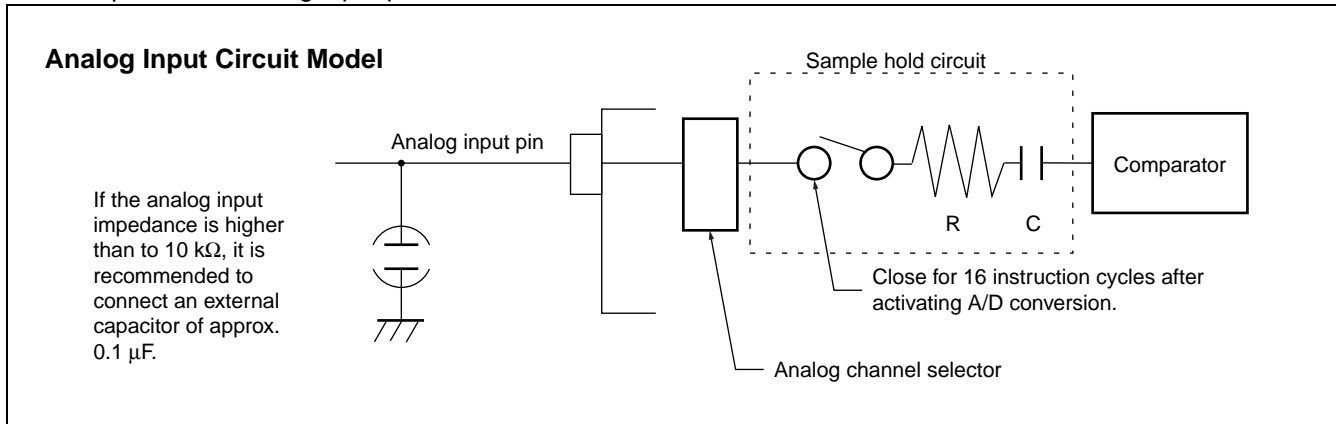 Analog Input Circuit Model
Sample hold circuit
Analog input pin
Comparator
If the analog input
impedance is higher
than to 10 kΩ, it is
recommended to
connect an external
capacitor of approx.
0.1 μF.
R
C
Close for 16 instruction cycles after
activating A/D conversion.
Analog channel selector